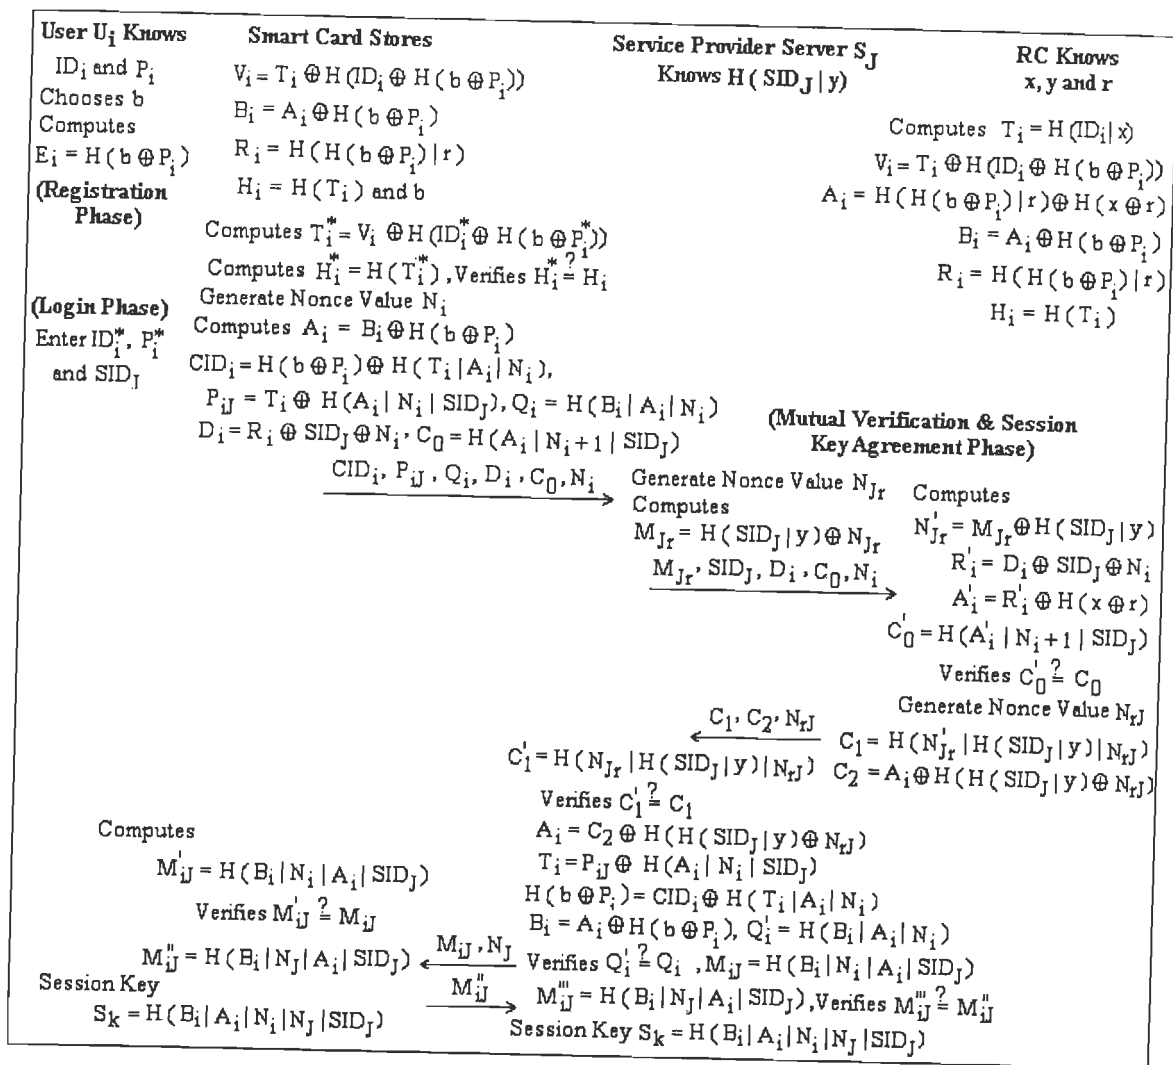 User U_i Knows
ID_i and P_i
Chooses b
Computes
E_i = H(b ⊕ P_i)
(Registration
Phase)
Smart Card Stores
V_i = T_i ⊕ H(ID_i ⊕ H(b ⊕ P_i))
B_i = A_i ⊕ H(b ⊕ P_i)
R_i = H(H(b ⊕ P_i) | r)
H_i = H(T_i) and b
Service Provider Server S_J
Knows H(SID_J | y)
RC Knows
x, y and r
Computes T_i = H(ID_i | x)
V_i = T_i ⊕ H(ID_i ⊕ H(b ⊕ P_i))
A_i = H(H(b ⊕ P_i) | r) ⊕ H(x ⊕ r)
B_i = A_i ⊕ H(b ⊕ P_i)
R_i = H(H(b ⊕ P_i) | r)
H_i = H(T_i)
(Login Phase)
Enter ID_i^*, P_i^*
and SID_J
Computes T_i^* = V_i ⊕ H(ID_i^* ⊕ H(b ⊕ P_i^*))
Computes H_i^* = H(T_i^*), Verifies H_i^* ?= H_i
Generate Nonce Value N_i
Computes A_i = B_i ⊕ H(b ⊕ P_i)
CID_i = H(b ⊕ P_i) ⊕ H(T_i | A_i | N_i),
P_iJ = T_i ⊕ H(A_i | N_i | SID_J), Q_i = H(B_i | A_i | N_i)
D_i = R_i ⊕ SID_J ⊕ N_i, C_0 = H(A_i | N_i + 1 | SID_J)
CID_i, P_iJ, Q_i, D_i, C_0, N_i
(Mutual Verification & Session
Key Agreement Phase)
Generate Nonce Value N_Jr
Computes
M_Jr = H(SID_J | y) ⊕ N_Jr
M_Jr, SID_J, D_i, C_0, N_i
Computes
N'_Jr = M_Jr ⊕ H(SID_J | y)
R'_i = D_i ⊕ SID_J ⊕ N_i
A'_i = R'_i ⊕ H(x ⊕ r)
C'_0 = H(A'_i | N_i + 1 | SID_J)
Verifies C'_0 ?= C_0
Generate Nonce Value N_rJ
C_1, C_2, N_rJ
C_1 = H(N'_Jr | H(SID_J | y) | N_rJ)
C_2 = A_i ⊕ H(H(SID_J | y) ⊕ N_rJ)
C'_1 = H(N_Jr | H(SID_J | y) | N_rJ)
Verifies C'_1 ?= C_1
A_i = C_2 ⊕ H(H(SID_J | y) ⊕ N_rJ)
T_i = P_iJ ⊕ H(A_i | N_i | SID_J)
H(b ⊕ P_i) = CID_i ⊕ H(T_i | A_i | N_i)
B_i = A_i ⊕ H(b ⊕ P_i), Q'_i = H(B_i | A_i | N_i)
Verifies Q'_i ?= Q_i, M_iJ = H(B_i | N_i | A_i | SID_J)
M_iJ, N_J
Computes
M'_iJ = H(B_i | N_i | A_i | SID_J)
Verifies M'_iJ ?= M_iJ
M''_iJ = H(B_i | N_J | A_i | SID_J)
M''_iJ
M'''_iJ = H(B_i | N_J | A_i | SID_J), Verifies M'''_iJ ?= M''_iJ
Session Key
S_k = H(B_i | A_i | N_i | N_J | SID_J)
Session Key S_k = H(B_i | A_i | N_i | N_J | SID_J)